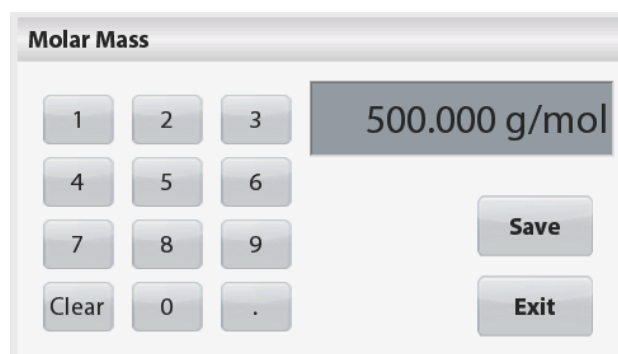 Molar Mass
1 2 3
500.000 g/mol
4 5 6
7 8 9
Save
Clear 0 .
Exit